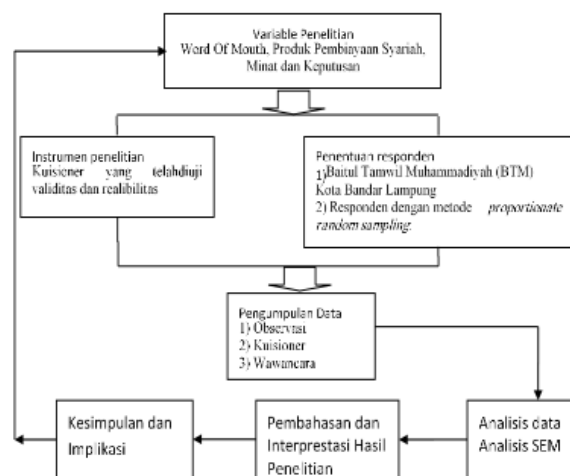 Variable Penelitian
Word Of Mouth, Produk Pembinyaan Syariah,
Minat dan Keputusan
Instrumen penelitian
Kuisioner yang telahdiuji
validitas dan realibilitas
Penentuan responden
1)Baitul Tamwil Muhammadiyah (BTM)
Kota Bandar Lampung
2) Responden dengan metode proportionate
random sampling.
Pengumpulan Data
1) Observasi
2) Kuisioner
3) Wawancara
Kesimpulan dan
Implikasi
Pembahasan dan
Interprestasi Hasil
Penelitian
Analisis data
Analisis SEM